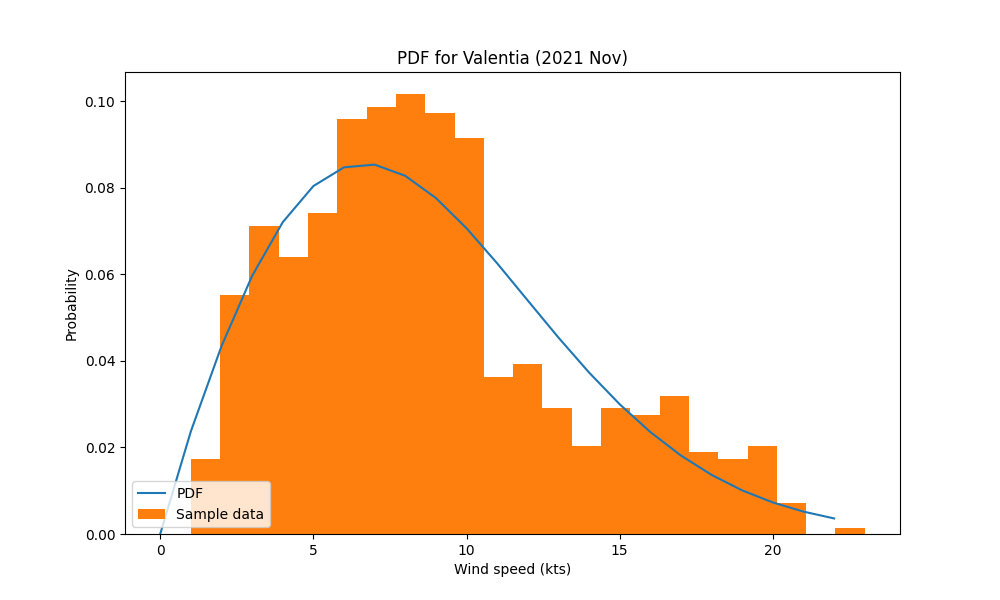 PDF for Valentia (2021 Nov)
Probability
0.10
0.08
0.06
0.04
0.02
0.00
PDF
Sample data
0
5
10
15
20
Wind speed (kts)